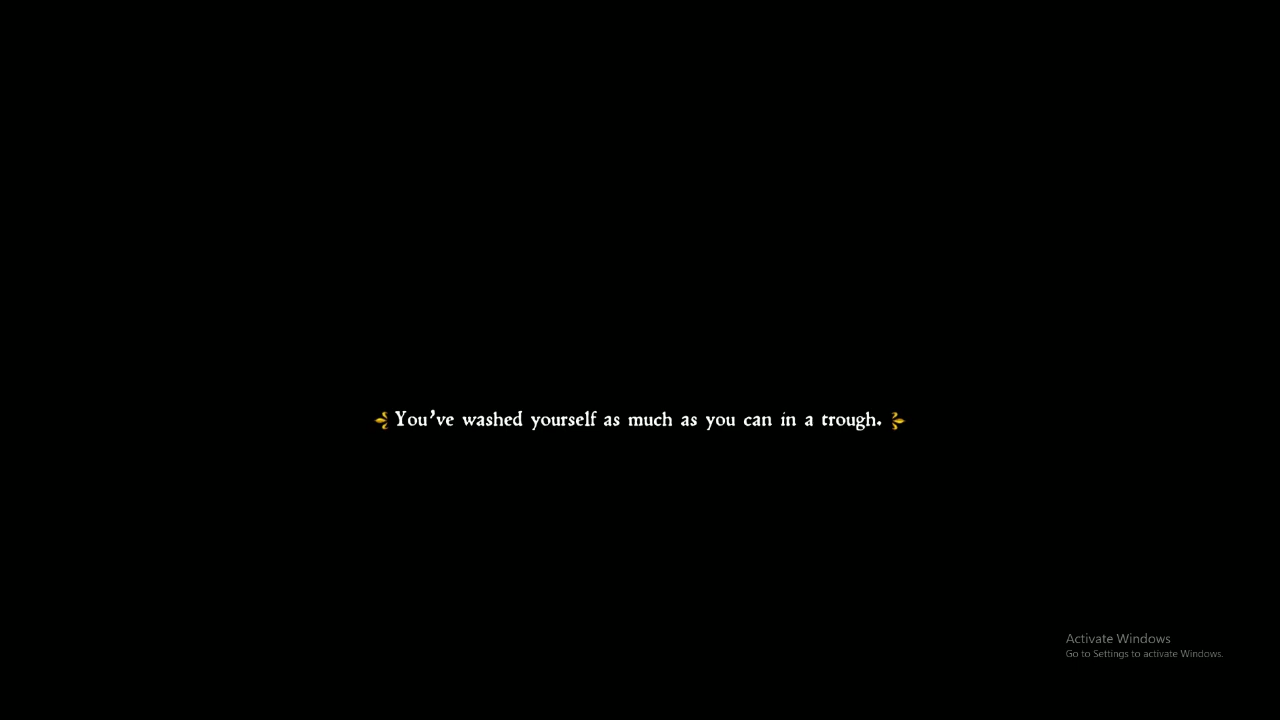 You've washed yourself as much as you can in a trough.
Activate Windows
Go to Settings to activate Windows.